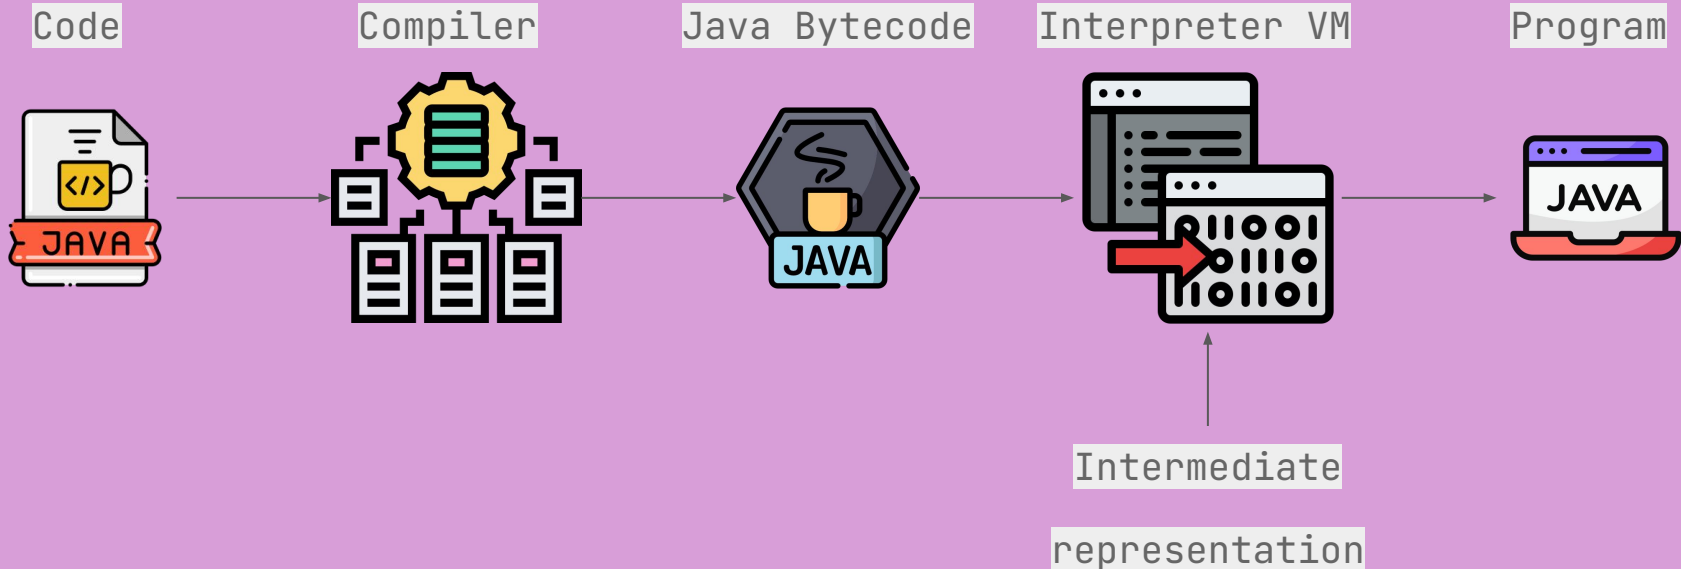 Code
Compiler
Java Bytecode
Interpreter VM
Program
</>
JAVA
JAVA
JAVA
Intermediate
representation